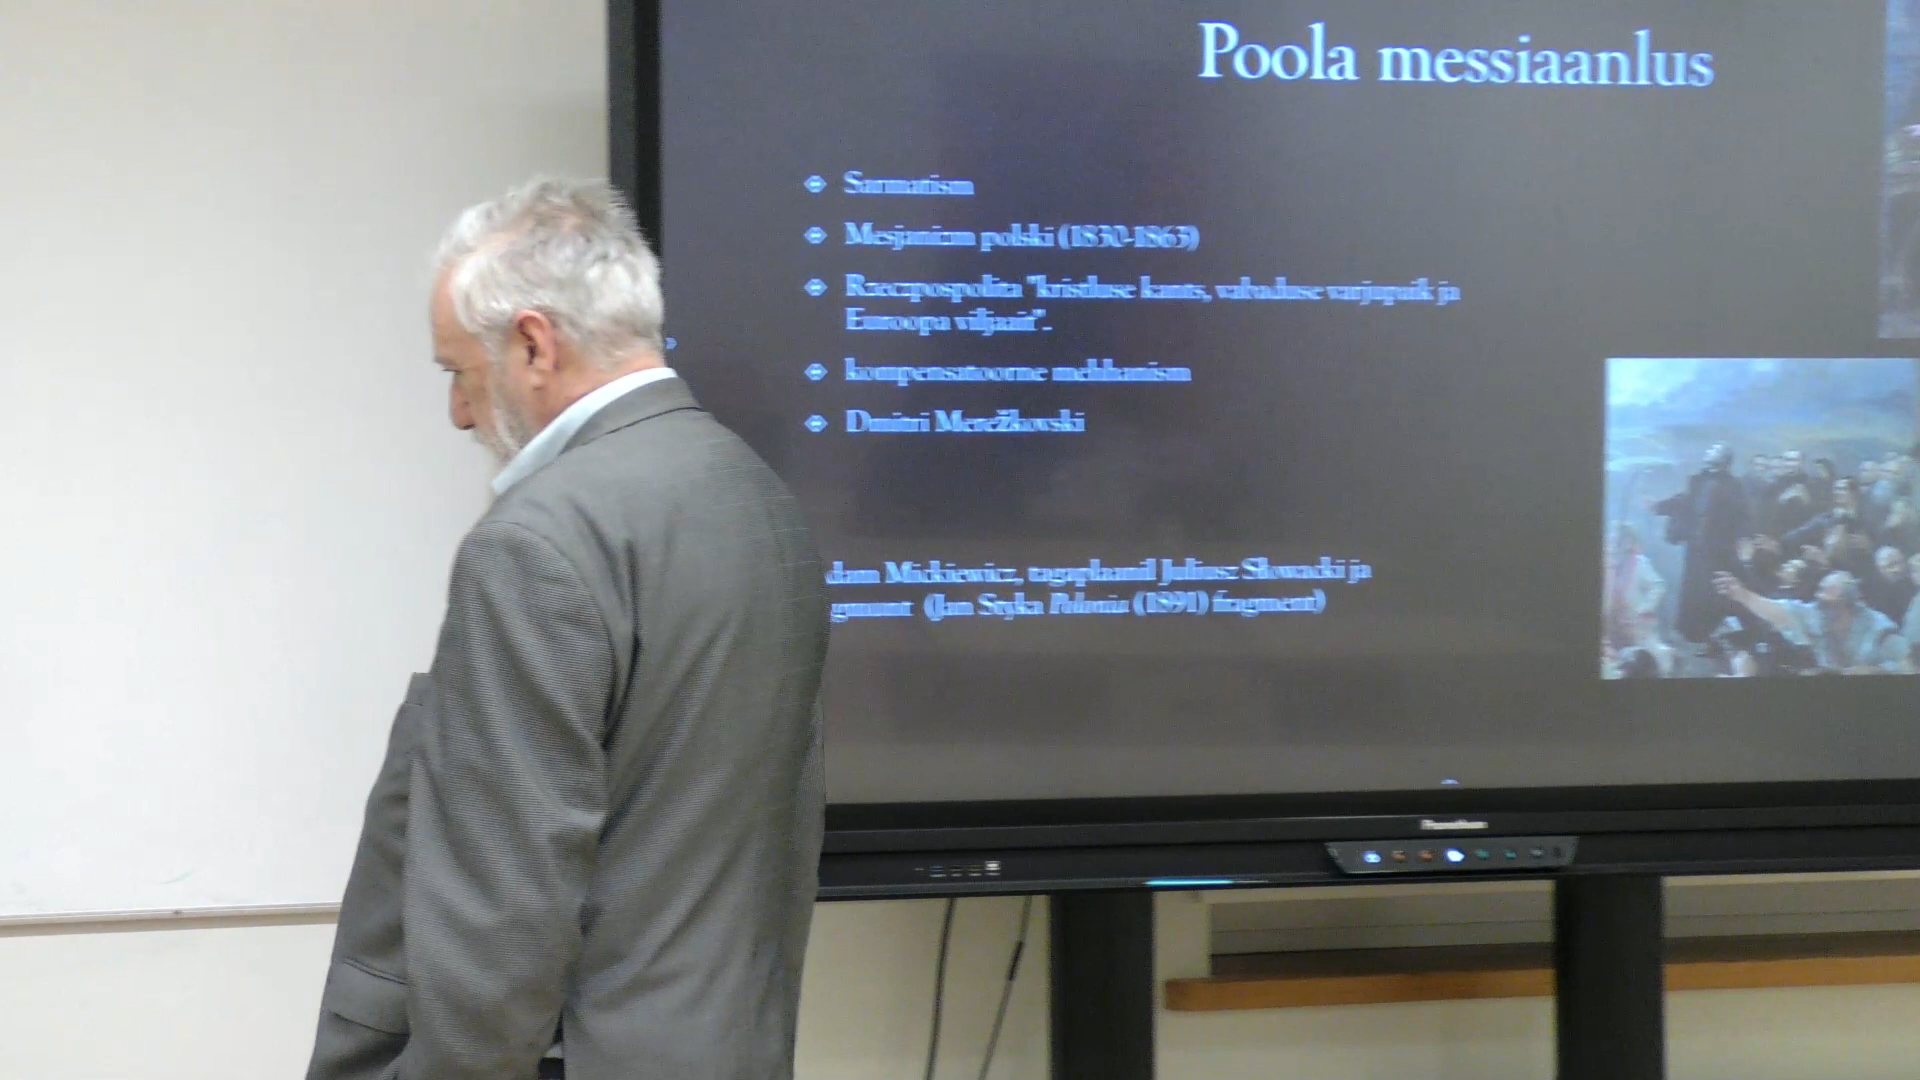 Poola messiaanlus
Sarmatism
Mesjanizm polski (1830-1863)
Rzeczpospolita "kristluse kants, vabaduse varjupaik ja
Euroopa viljaait".
kompensatoorne mehhanism
Dmitri Merežkovski
dam Mickiewicz, tagaplaanil Juliusz Słowacki ja
gmunt (Jan Styka Polonia (1891) fragment)